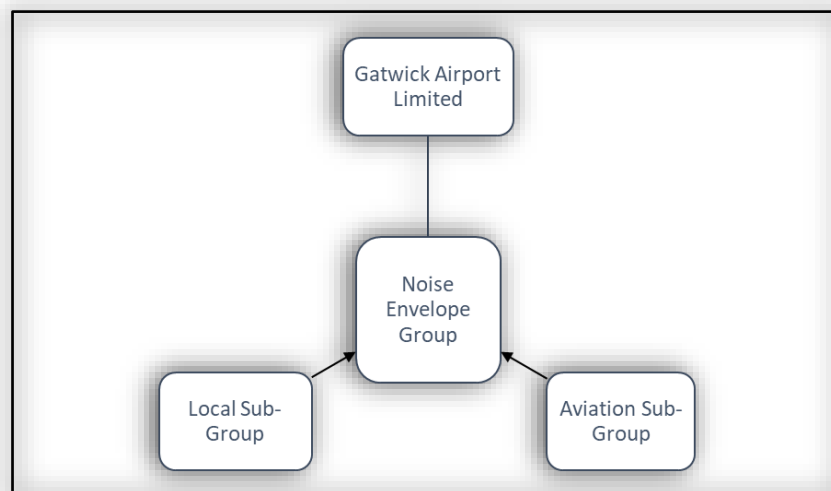 Gatwick Airport
Limited
Noise
Envelope
Group
Local Sub-
Group
Aviation Sub-
Group